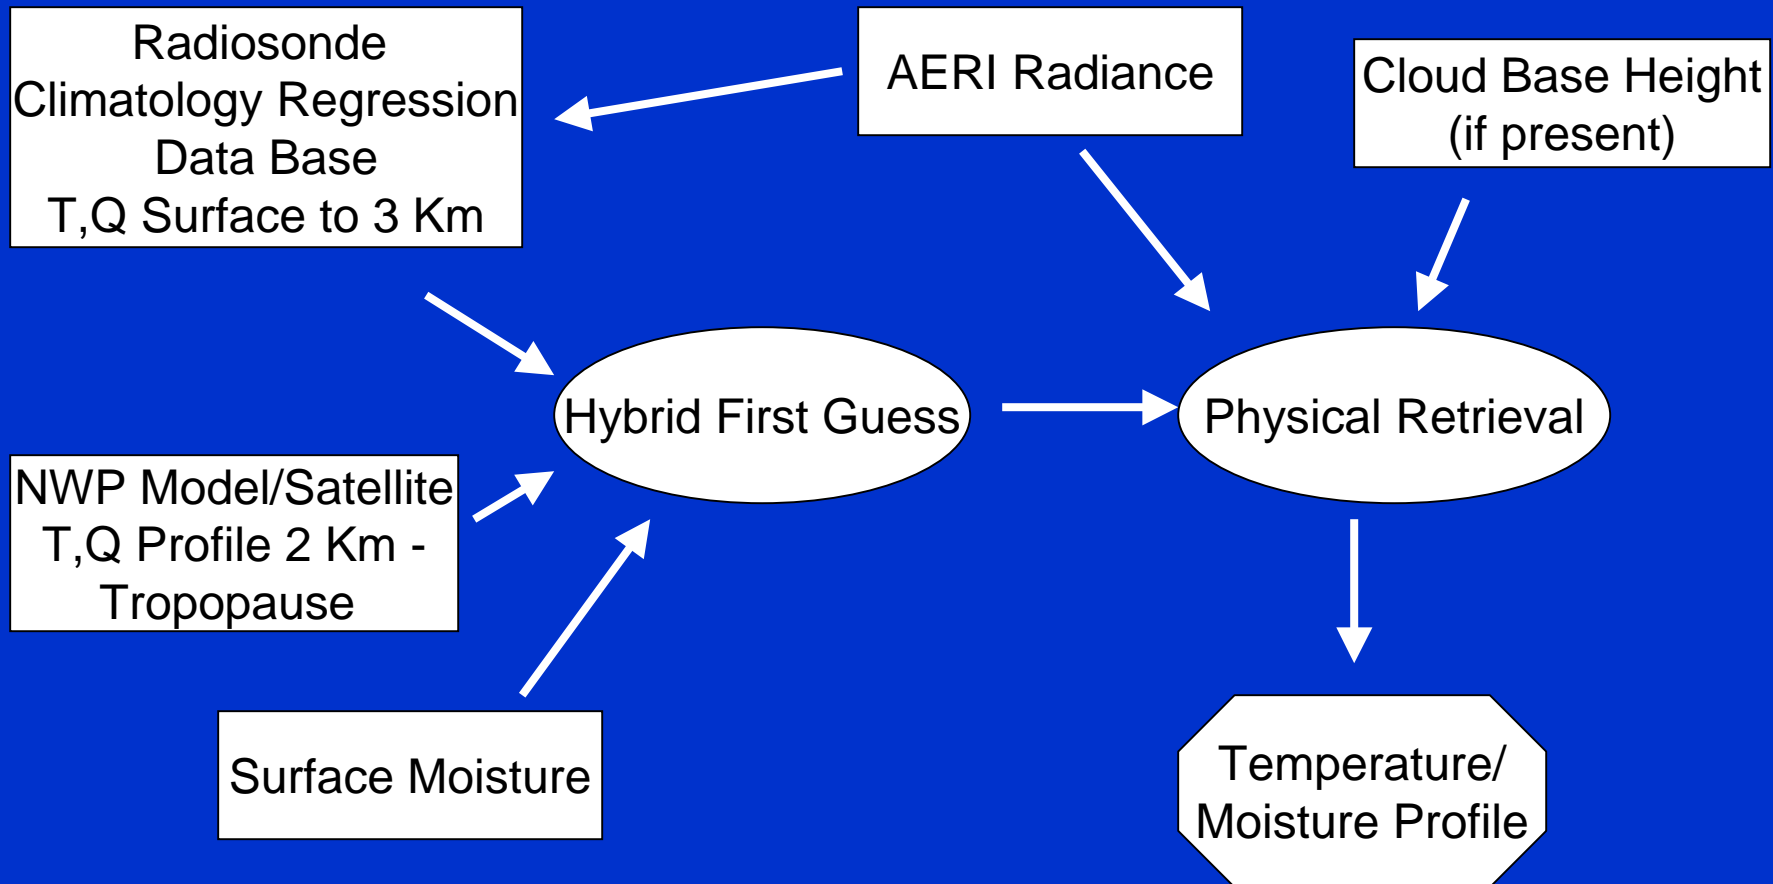 Radiosonde
Climatology Regression
Data Base
T,Q Surface to 3 Km
AERI Radiance
Cloud Base Height
(if present)
Hybrid First Guess
Physical Retrieval
NWP Model/Satellite
T,Q Profile 2 Km -
Tropopause
Surface Moisture
Temperature/
Moisture Profile